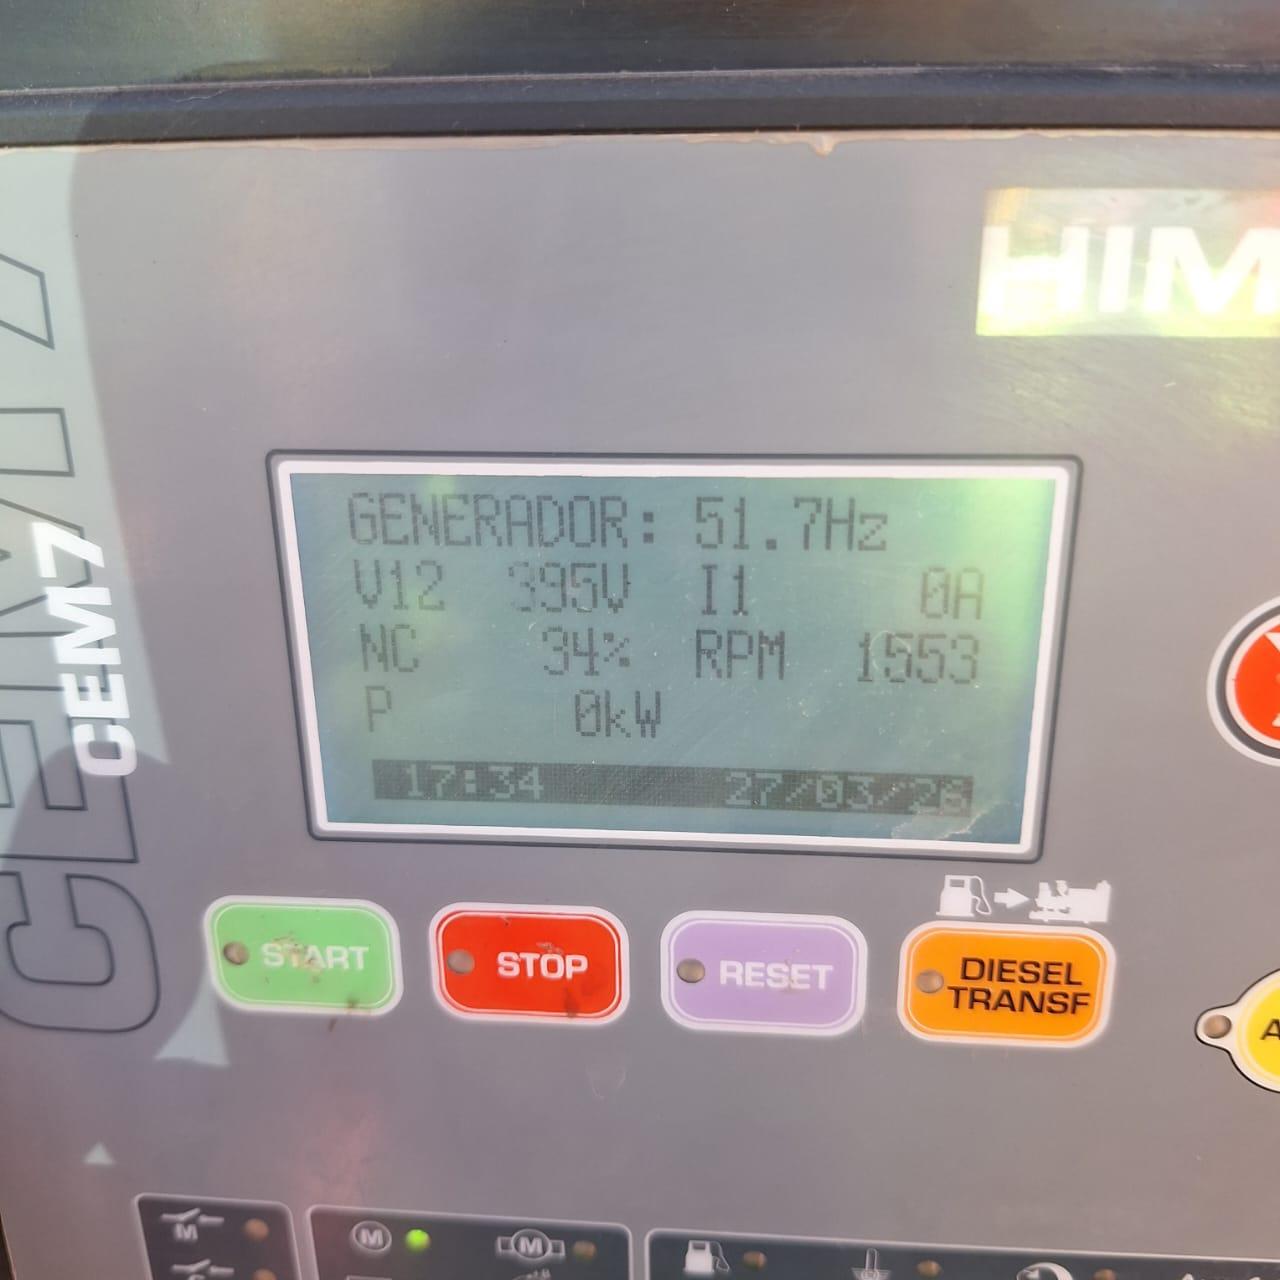 HIM
CEM7
CEM7
GENERADOR: 51.7Hz
V12 395V I1 0A
NC 34% RPM 1553
P 0kW
17:34 27/03/26
START
STOP
RESET
DIESEL
TRANSF
A
M
M
M